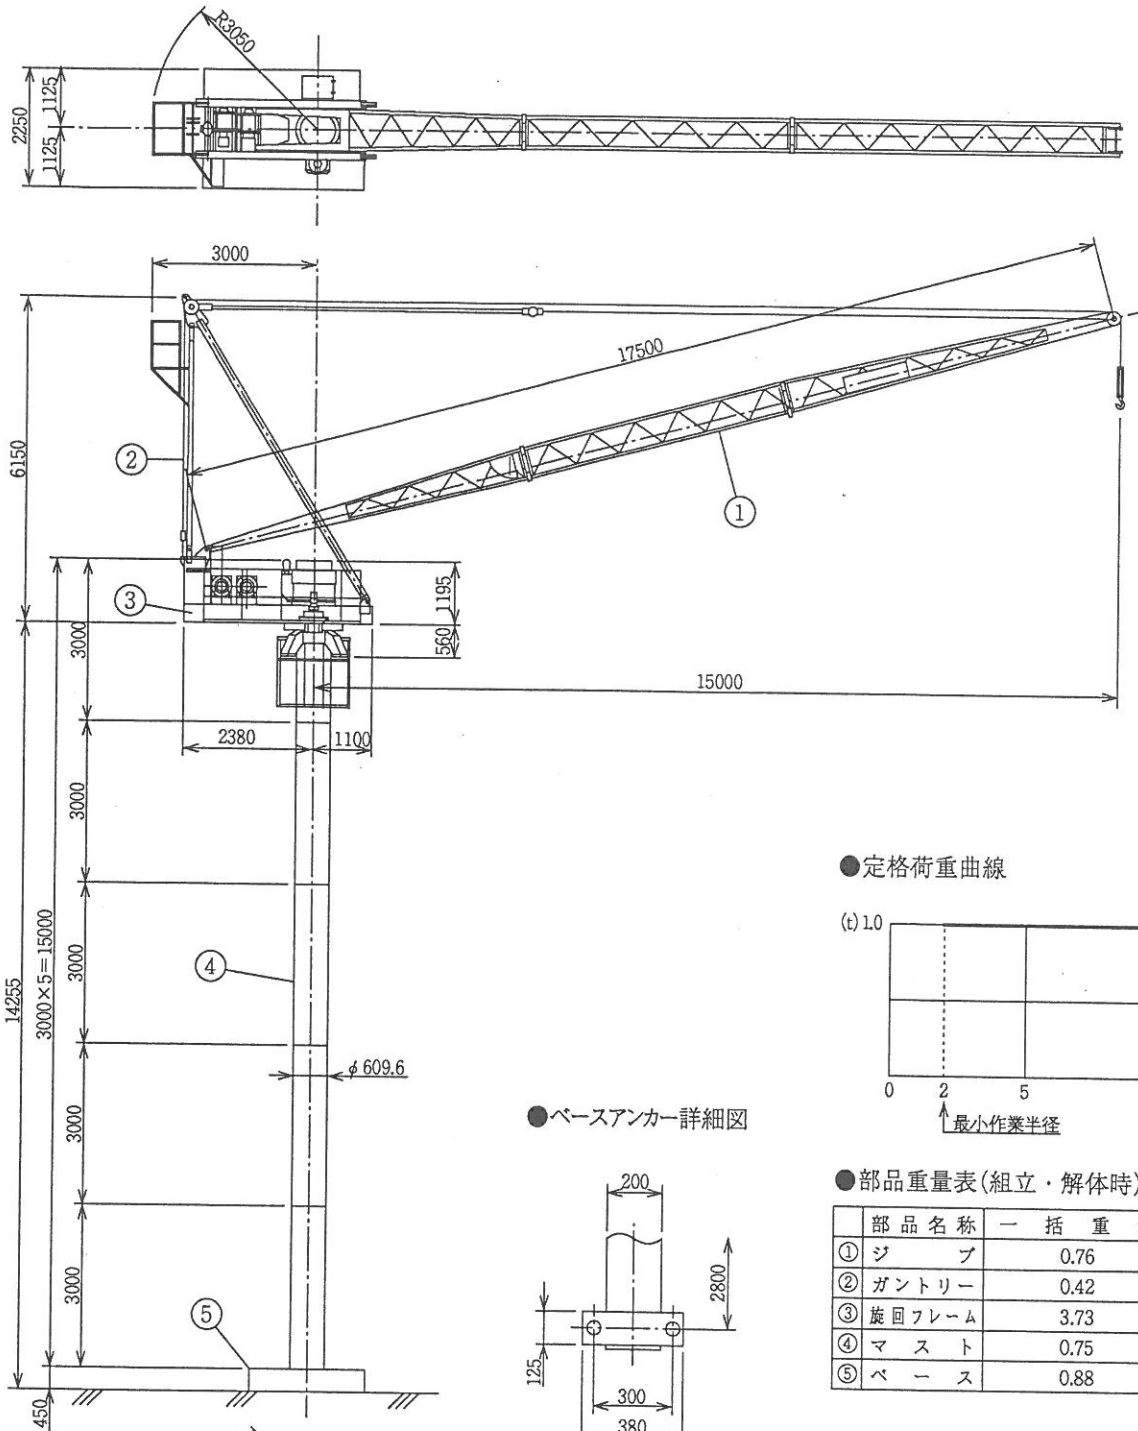 R3050
2250
1125
1125
3000
17500
6150
②
①
③
1195
560
3000
15000
2380
1100
3000
●定格荷重曲線
(t)1.0
④
3000
3000×5=15000
14255
φ609.6
0 2 5
最小作業半径
●ベースアンカー詳細図
3000
●部品重量表(組立・解体時)
200
部品名称 一括重
① ジブ 0.76
② ガントリー 0.42
③ 旋回フレーム 3.73
④ マスト 0.75
⑤ ベース 0.88
2800
3000
⑤
125
300
380
450